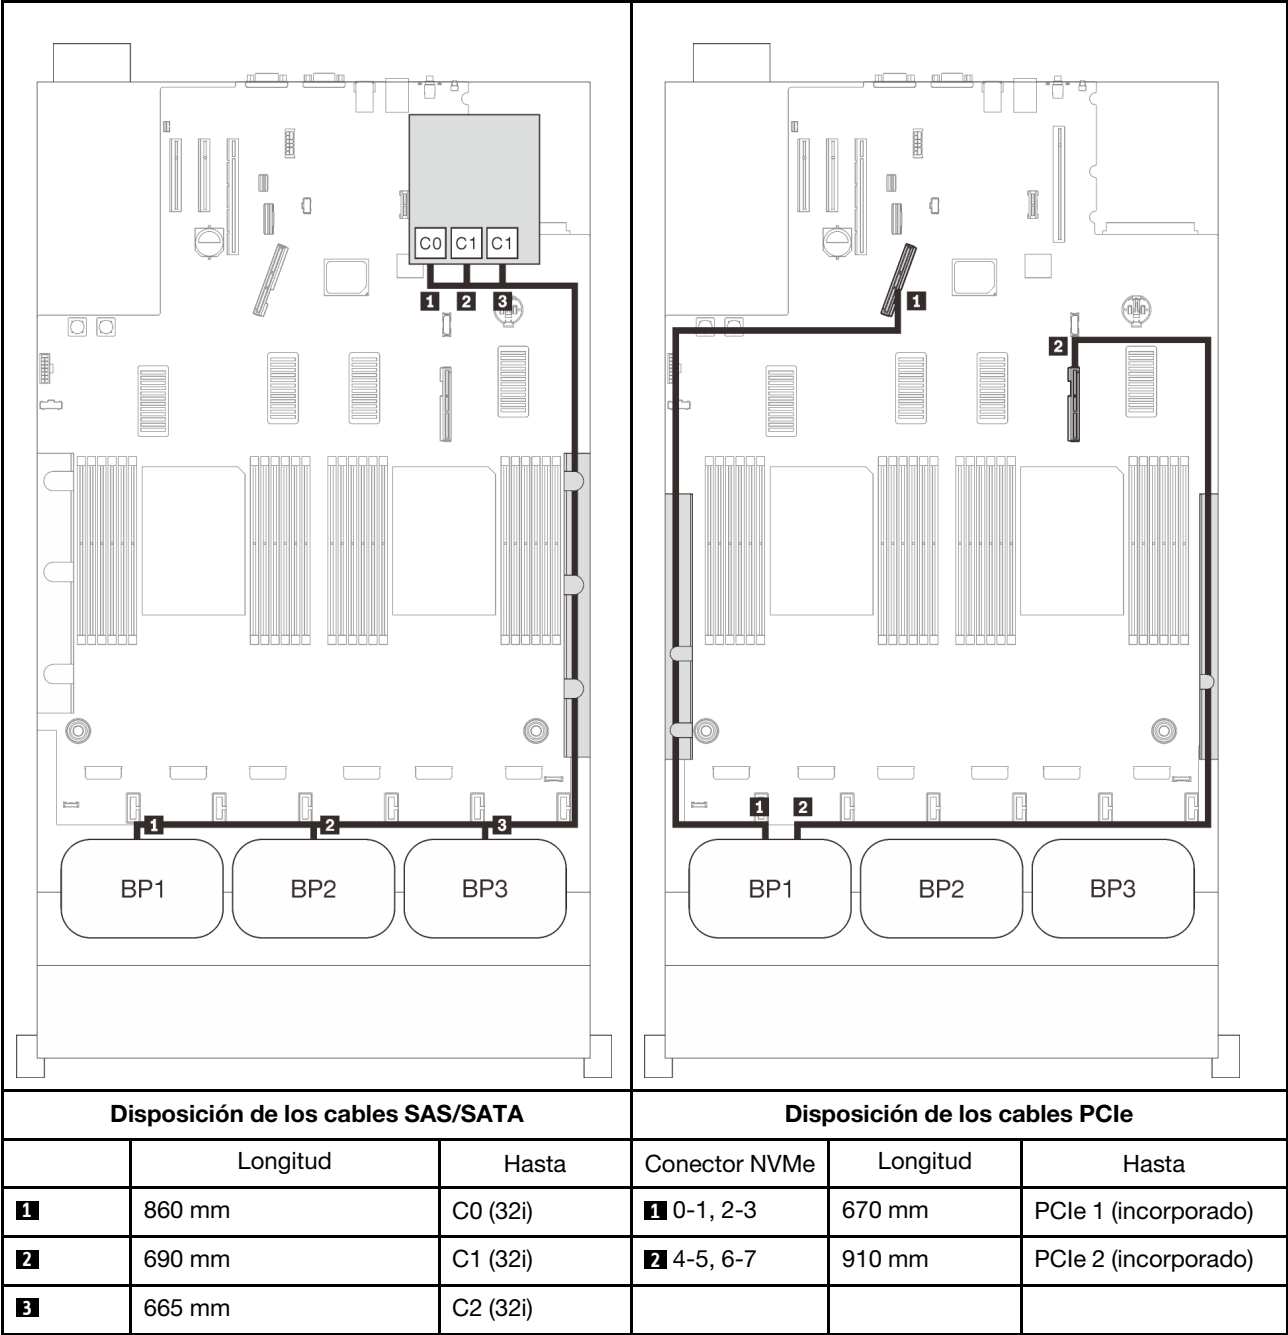 C0 C1 C1
1 2 3
1 2 3
BP1 BP2 BP3
1
2
1 2
BP1 BP2 BP3
Disposición de los cables SAS/SATA
Longitud Hasta
1 860 mm C0 (32i)
2 690 mm C1 (32i)
3 665 mm C2 (32i)
Disposición de los cables PCIe
Conector NVMe Longitud Hasta
1 0-1, 2-3 670 mm PCIe 1 (incorporado)
2 4-5, 6-7 910 mm PCIe 2 (incorporado)